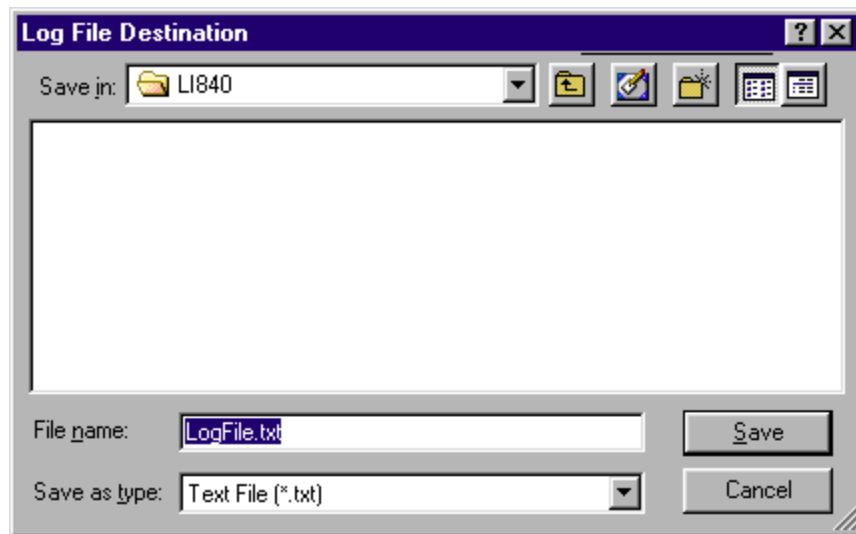 Log File Destination
Save in: LI840
File name: LogFile.txt
Save
Save as type: Text File (*.txt)
Cancel